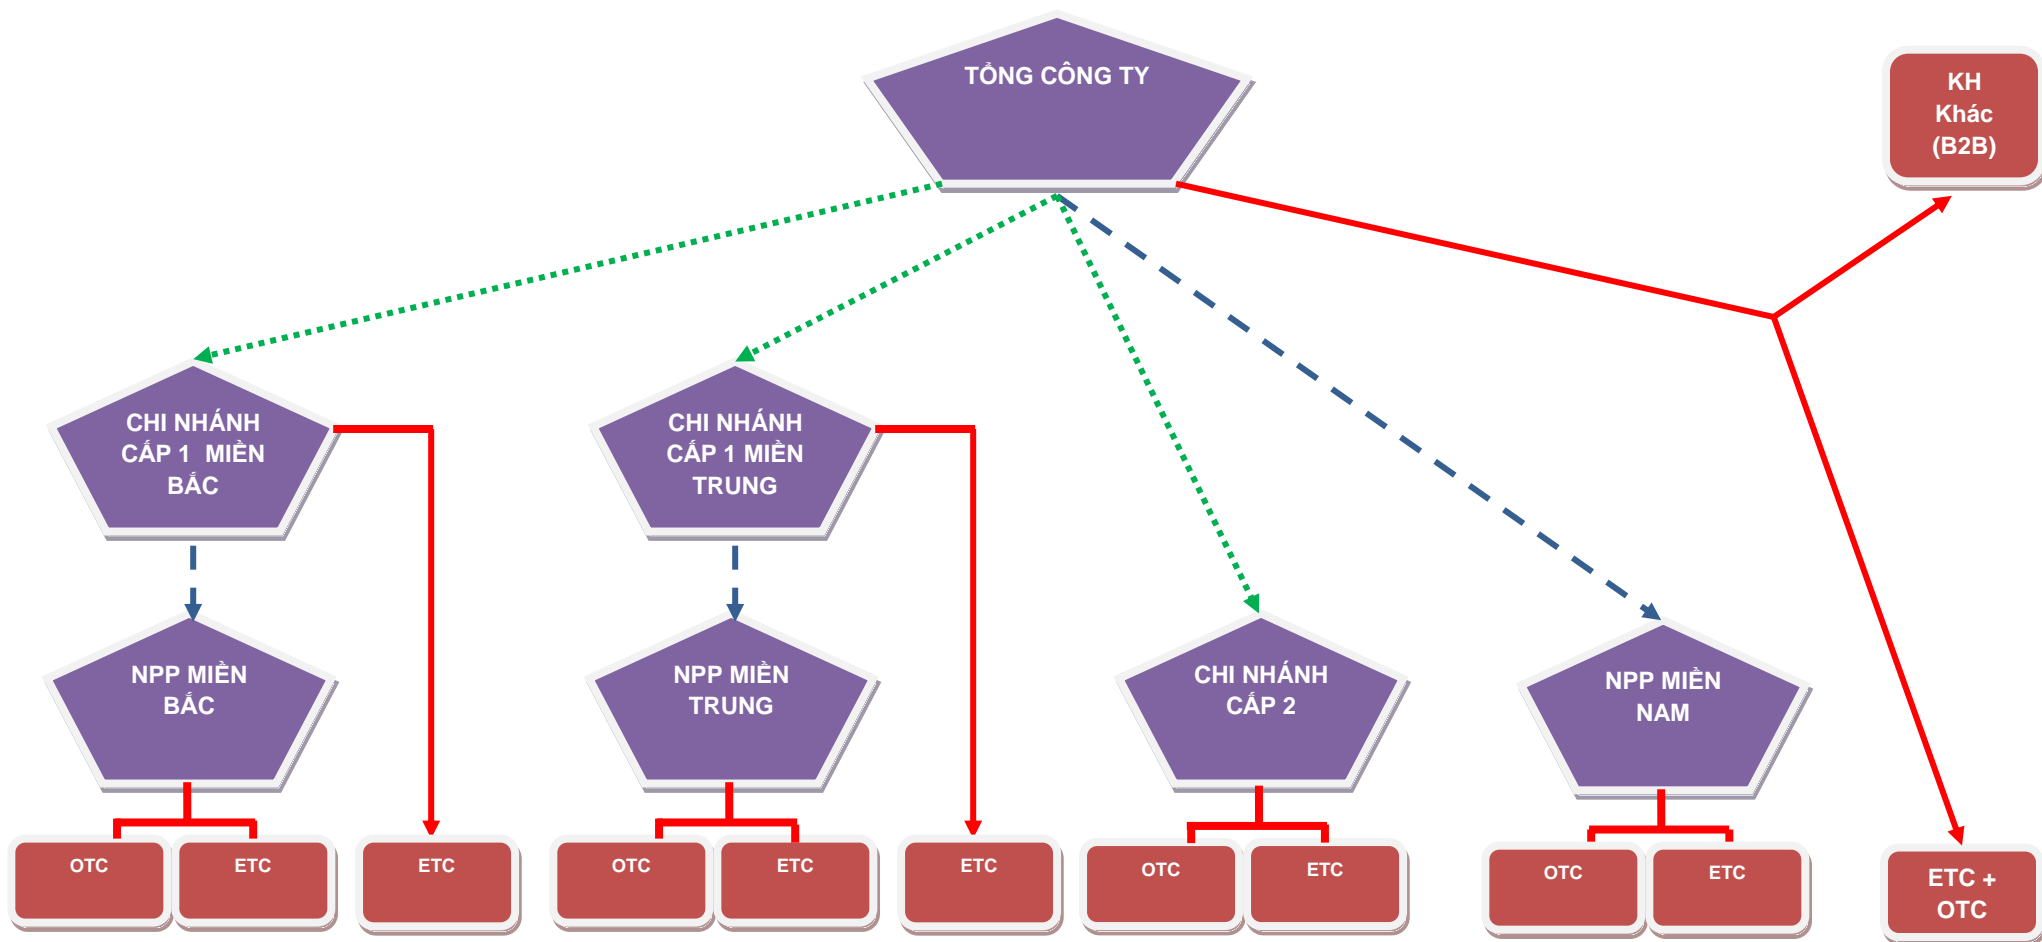 TỔNG CÔNG TY
KH
Khác
(B2B)
CHI NHÁNH
CẤP 1  MIỀN
BẮC
CHI NHÁNH
CẤP 1 MIỀN
TRUNG
NPP MIỀN
BẮC
NPP MIỀN
TRUNG
CHI NHÁNH
CẤP 2
NPP MIỀN
NAM
OTC
ETC
ETC
OTC
ETC
ETC
OTC
ETC
OTC
ETC
ETC +
OTC